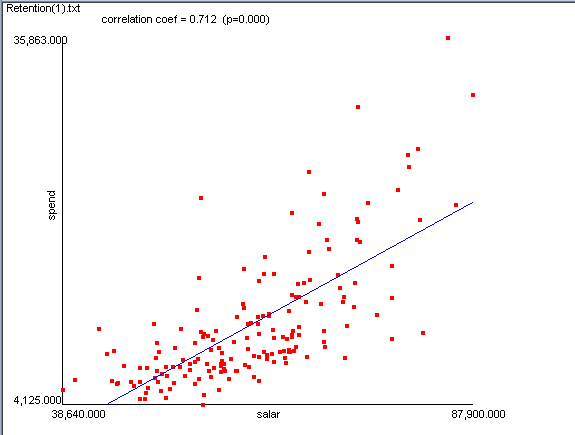 Retention(1).txt
correlation coef = 0.712 (p=0.000)
35,863.000
spend
4,125.000
38,640.000
salar
87,900.000